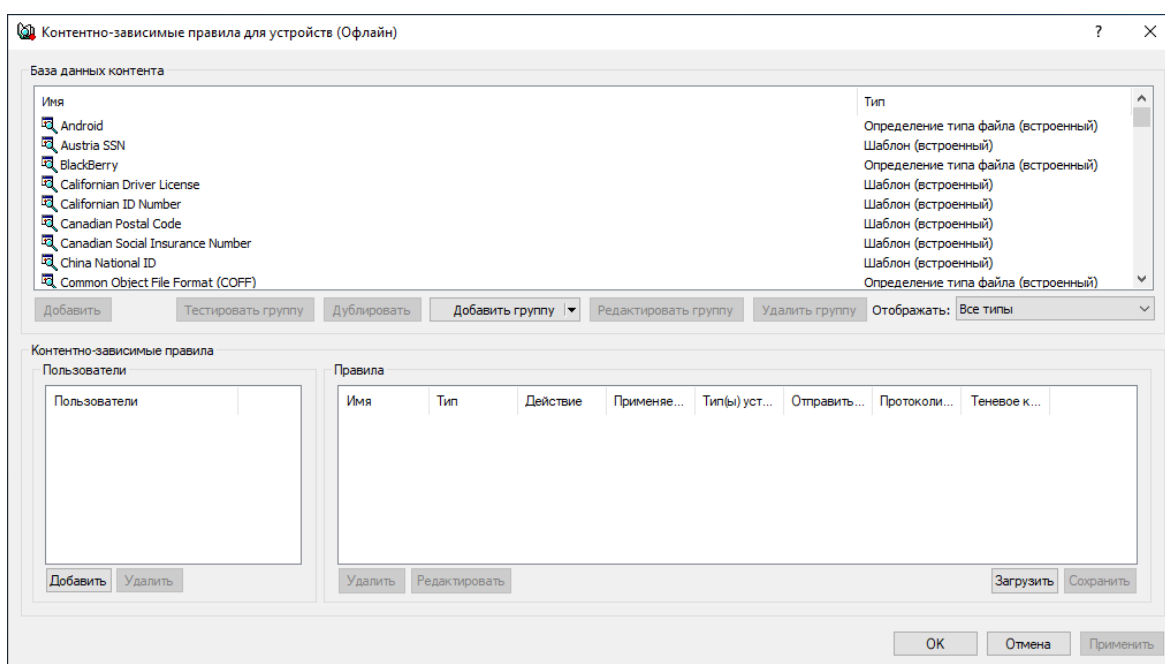 Контентно-зависимые правила для устройств (Офлайн) ?
База данных контента
Имя Тип
Android Определение типа файла (встроенный)
Austria SSN Шаблон (встроенный)
BlackBerry Определение типа файла (встроенный)
Californian Driver License Шаблон (встроенный)
Californian ID Number Шаблон (встроенный)
Canadian Postal Code Шаблон (встроенный)
Canadian Social Insurance Number Шаблон (встроенный)
China National ID Шаблон (встроенный)
Common Object File Format (COFF) Определение типа файла (встроенный)
Добавить Тестировать группу Дублировать Добавить группу Редактировать группу Удалить группу Отображать: Все типы
Контентно-зависимые правила
Пользователи Правила
Пользователи Имя Тип Действие Применяе... Тип(ы) уст... Отправить... Протоколи... Теневое к...
Добавить Удалить Удалить Редактировать Загрузить Сохранить
OK Отмена Применить